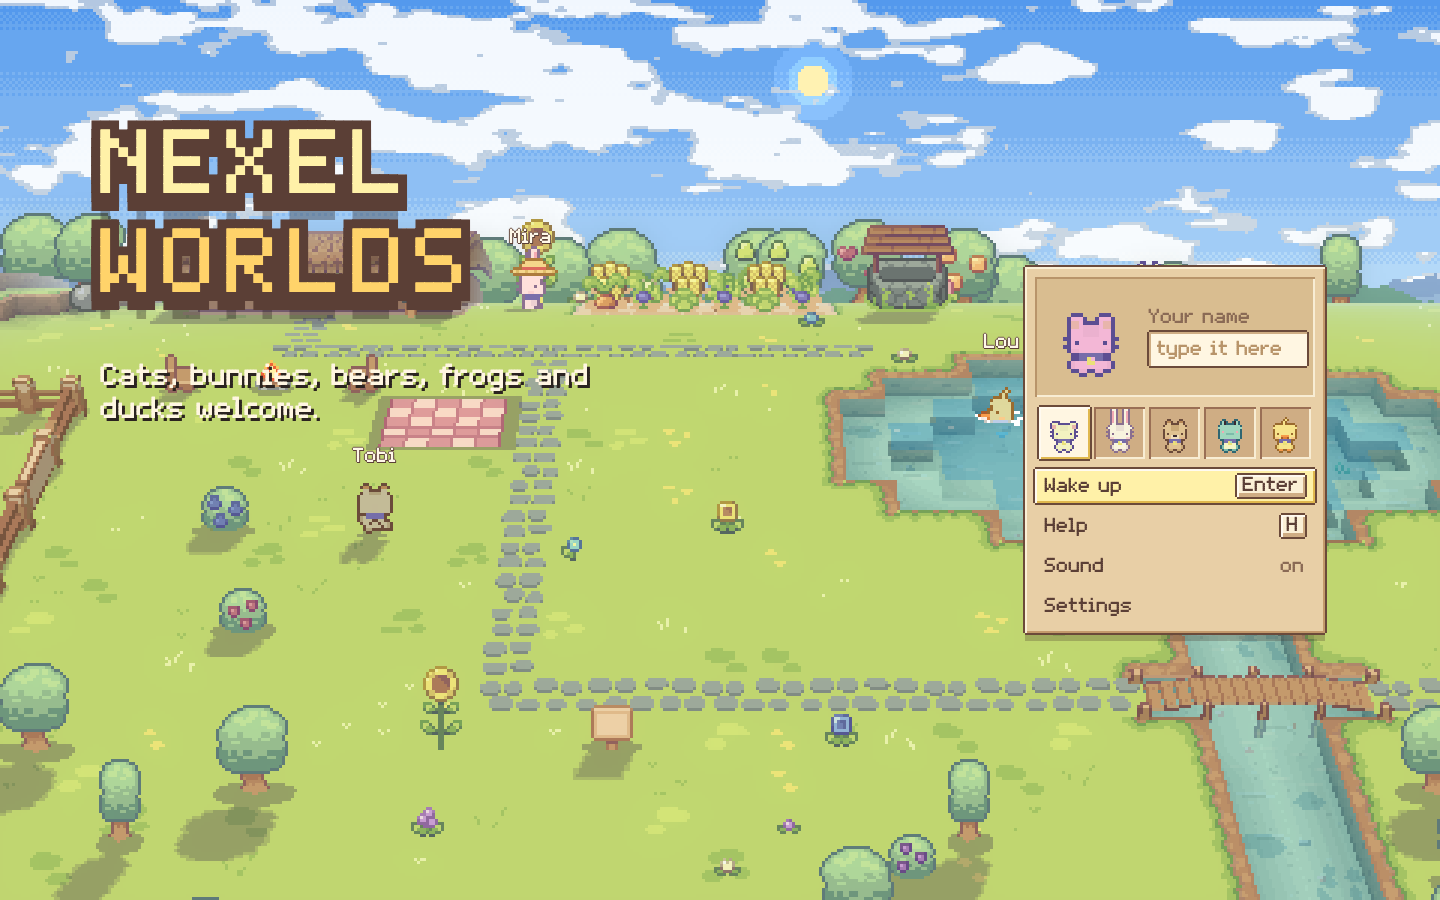 NEXEL
WORLDS
Cats, bunnies, bears, frogs and
ducks welcome.
Mira
Tobi
Lou
Your name
type it here
Wake up Enter
Help H
Sound on
Settings